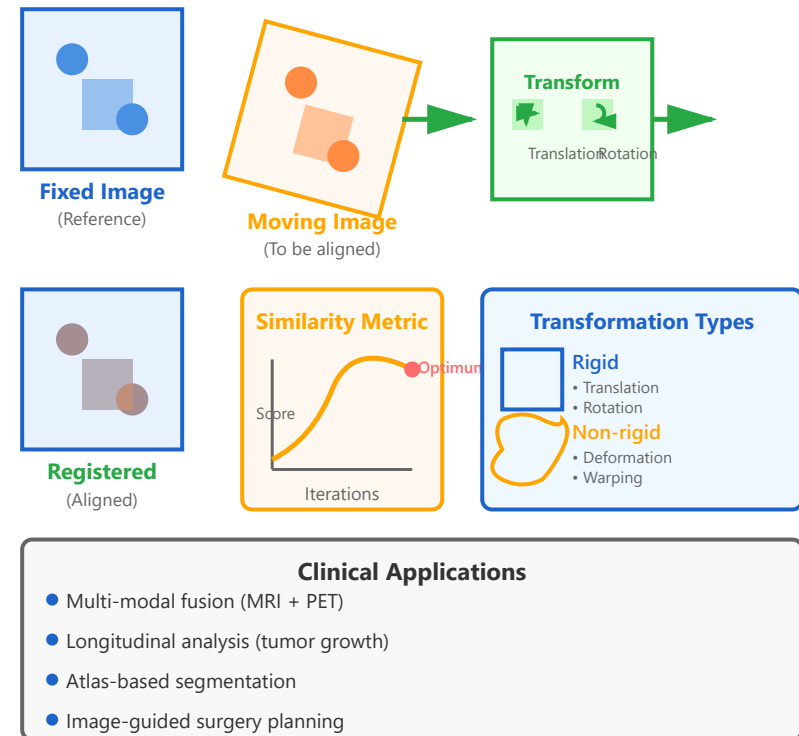 Fixed Image
(Reference)
Moving Image
(To be aligned)
Transform
Translation
Rotation
Registered
(Aligned)
Similarity Metric
Optimum
Score
Iterations
Transformation Types
Rigid
• Translation
• Rotation
Non-rigid
• Deformation
• Warping
Clinical Applications
Multi-modal fusion (MRI + PET)
Longitudinal analysis (tumor growth)
Atlas-based segmentation
Image-guided surgery planning